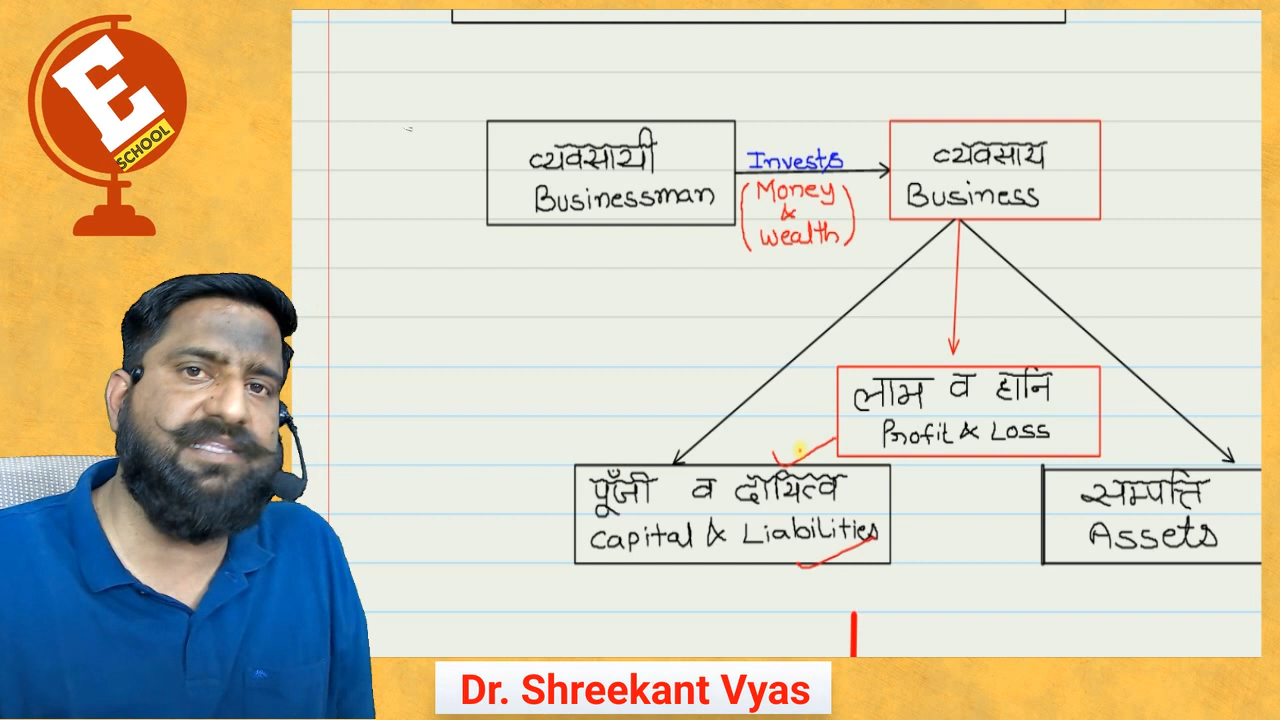 E
SCHOOL
व्यवसायी
Businessman
Invests
(Money
&
Wealth)
व्यवसाय
Business
लाभ व हानि
Profit & Loss
पूँजी व दायित्व
Capital & Liabilities
सम्पत्ति
Assets
Dr. Shreekant Vyas